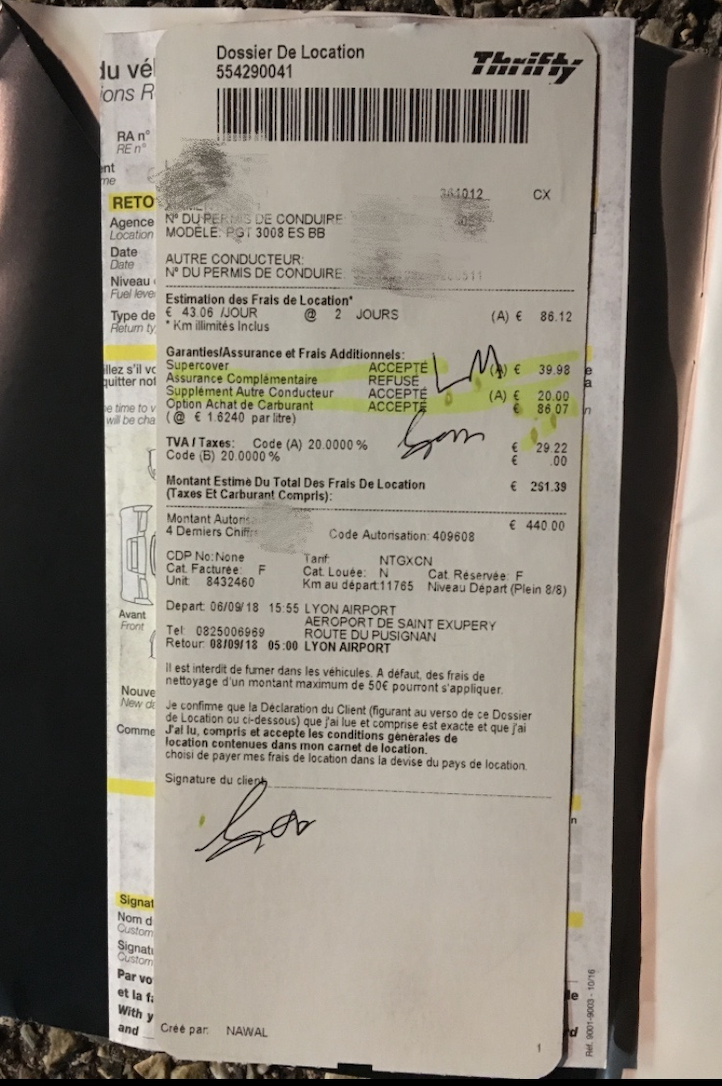 Dossier De Location
554290041
Thrifty
du vé
ions R
RA n°
RE n°
ent
me
CX
RETO
N° DU PERMIS DE CONDUIRE
MODÈLE: PGT 3008 ES BB
Agence
Location
AUTRE CONDUCTEUR:
N° DU PERMIS DE CONDUIRE:
Date
Date
Niveau
Fuel leve
Type de
Return ty
Estimation des Frais de Location*
€ 43.06 /JOUR @ 2 JOURS (A) € 86.12
* Km illimités Inclus
Garanties/Assurance et Frais Additionnels:
Supercover ACCEPTÉ (A) € 39.98
Assurance Complémentaire REFUSÉ
Supplément Autre Conducteur ACCEPTÉ (A) € 20.00
Option Achat de Carburant ACCEPTÉ € 86.07
( @ € 1.6240 par litre)
LM
llez s'il vo
quitter not
e time to v
will be cha
TVA / Taxes: Code (A) 20.0000 % € 29.22
Code (B) 20.0000 % € .00
Montant Estimé Du Total Des Frais De Location € 261.39
(Taxes Et Carburant Compris):
Montant Autoris € 440.00
4 Derniers Chiffr Code Autorisation: 409608
CDP No: None Tarif: NTGXCN
Cat. Facturée: F Cat. Louée: N Cat. Réservée: F
Unit: 8432460 Km au départ:11765 Niveau Départ (Plein 8/8)
Avant
Front
Départ: 06/09/18 15:55 LYON AIRPORT
AEROPORT DE SAINT EXUPERY
Tel: 0825006969 ROUTE DU PUSIGNAN
Retour: 08/09/18 05:00 LYON AIRPORT
Il est interdit de fumer dans les véhicules. A défaut, des frais de
nettoyage d'un montant maximum de 50€ pourront s'appliquer.
Nouve
New da
Comme
Je confirme que la Déclaration du Client (figurant au verso de ce Dossier
de Location ou ci-dessous) que j'ai lue et comprise est exacte et que j'ai
J'ai lu, compris et accepte les conditions générales de
location contenues dans mon carnet de location.
choisi de payer mes frais de location dans la devise du pays de location.
Signature du client
Signat
Nom d
Custom
Signatu
Custom
Par vo
et la fa
With y
and
Créé par: NAWAL
1
Réf. 9001-9003 - 10/16